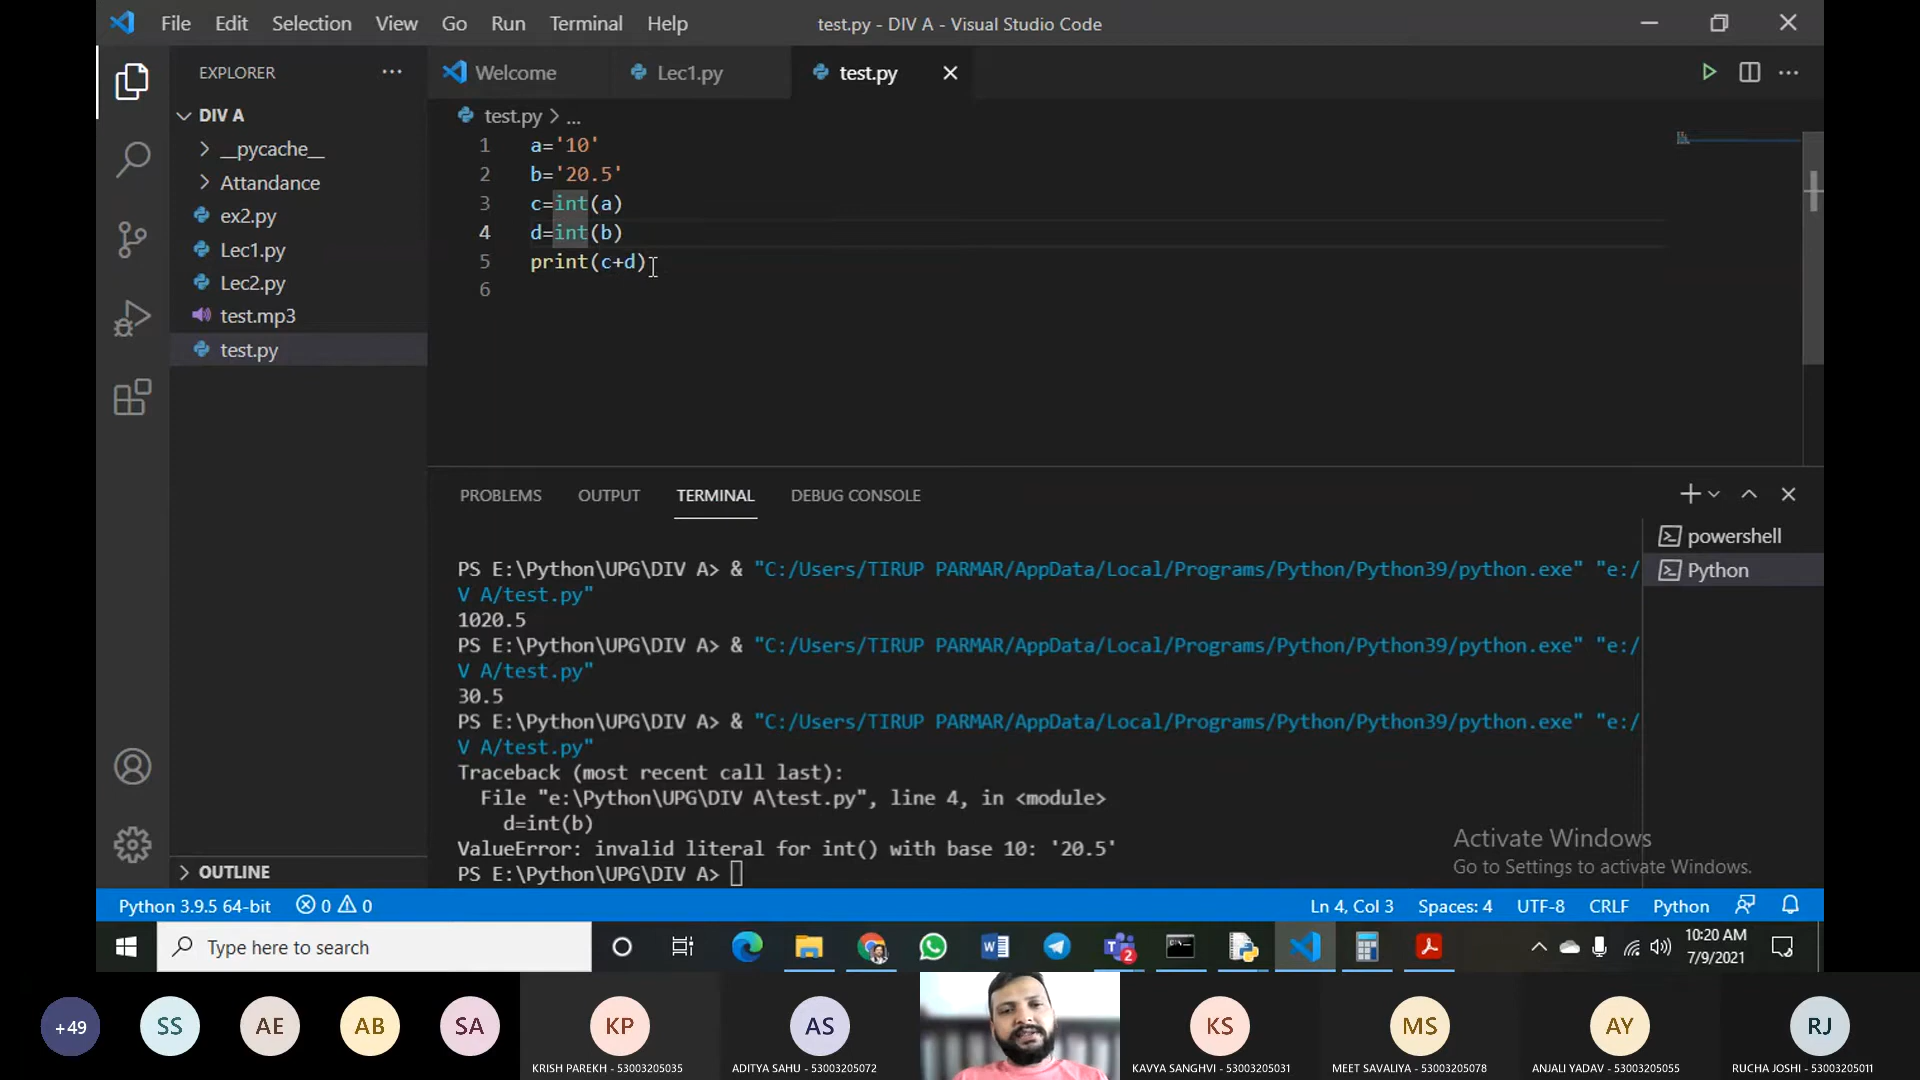 File Edit Selection View Go Run Terminal Help
test.py - DIV A - Visual Studio Code
EXPLORER
DIV A
__pycache__
Attandance
ex2.py
Lec1.py
Lec2.py
test.mp3
test.py
OUTLINE
Welcome
Lec1.py
test.py
test.py > ...
1 a='10'
2 b='20.5'
3 c=int(a)
4 d=int(b)
5 print(c+d)
6
PROBLEMS OUTPUT TERMINAL DEBUG CONSOLE
PS E:\Python\UPG\DIV A> & "C:/Users/TIRUP PARMAR/AppData/Local/Programs/Python/Python39/python.exe" "e:/
V A/test.py"
1020.5
PS E:\Python\UPG\DIV A> & "C:/Users/TIRUP PARMAR/AppData/Local/Programs/Python/Python39/python.exe" "e:/
V A/test.py"
30.5
PS E:\Python\UPG\DIV A> & "C:/Users/TIRUP PARMAR/AppData/Local/Programs/Python/Python39/python.exe" "e:/
V A/test.py"
Traceback (most recent call last):
File "e:\Python\UPG\DIV A\test.py", line 4, in <module>
d=int(b)
ValueError: invalid literal for int() with base 10: '20.5'
PS E:\Python\UPG\DIV A>
powershell
Python
Activate Windows
Go to Settings to activate Windows.
Python 3.9.5 64-bit 0 0
Ln 4, Col 3 Spaces: 4 UTF-8 CRLF Python
Type here to search
2
10:20 AM
7/9/2021
+49 SS AE AB SA KP AS KS MS AY RJ
KRISH PAREKH - 53003205035
ADITYA SAHU - 53003205072
KAVYA SANGHVI - 53003205031
MEET SAVALIYA - 53003205078
ANJALI YADAV - 53003205055
RUCHA JOSHI - 53003205011